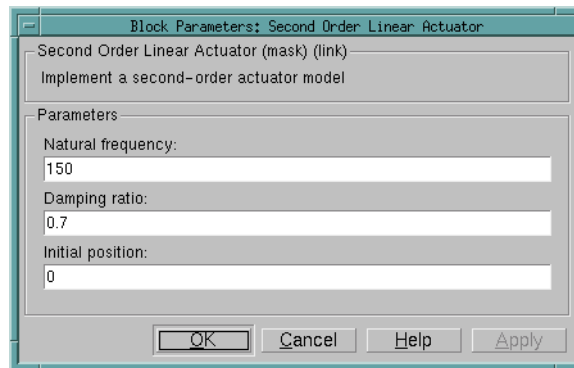 Block Parameters: Second Order Linear Actuator
Second Order Linear Actuator (mask) (link)
Implement a second-order actuator model
Parameters
Natural frequency:
150
Damping ratio:
0.7
Initial position:
0
OK Cancel Help Apply